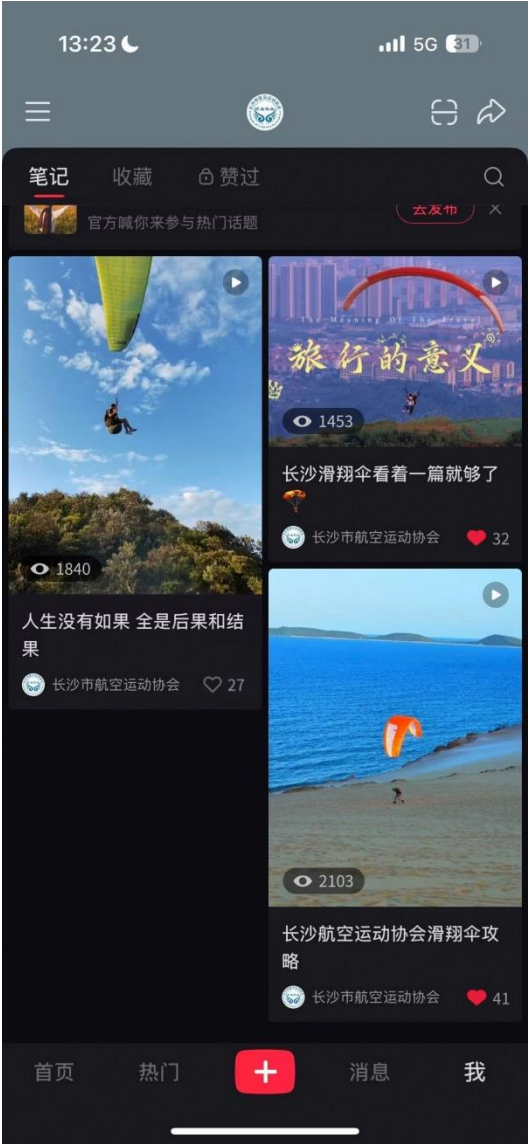 13:23
5G 31
笔记 收藏 赞过
官方喊你来参与热门话题
去发布
1840
人生没有如果 全是后果和结
果
长沙市航空运动协会 27
The Meaning Of The Travel
旅行的意义
1453
长沙滑翔伞看着一篇就够了
长沙市航空运动协会 32
2103
长沙航空运动协会滑翔伞攻
略
长沙市航空运动协会 41
首页 热门 消息 我